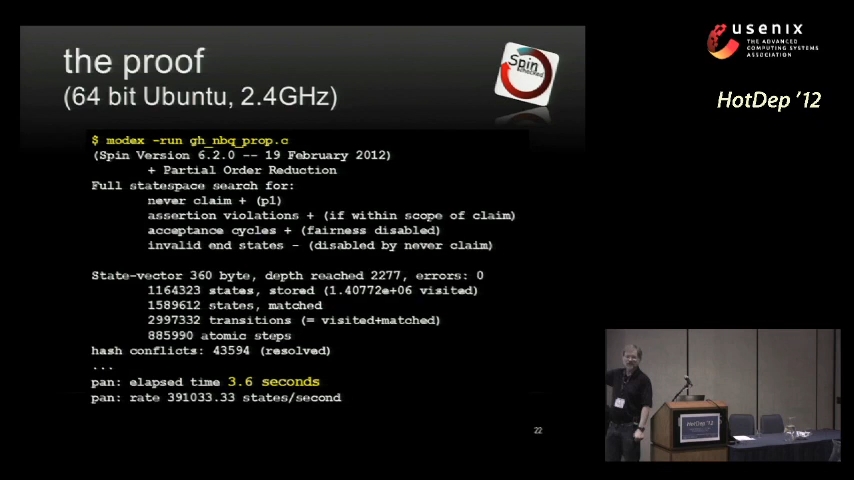 the proof
(64 bit Ubuntu, 2.4GHz)
Spin
checked
$ modex -run gh_nbq_prop.c
(Spin Version 6.2.0 -- 19 February 2012)
+ Partial Order Reduction
Full statespace search for:
never claim + (p1)
assertion violations + (if within scope of claim)
acceptance cycles + (fairness disabled)
invalid end states - (disabled by never claim)
State-vector 360 byte, depth reached 2277, errors: 0
1164323 states, stored (1.40772e+06 visited)
1589612 states, matched
2997332 transitions (= visited+matched)
885990 atomic steps
hash conflicts: 43594 (resolved)
...
pan: elapsed time 3.6 seconds
pan: rate 391033.33 states/second
22
usenix
THE ADVANCED
COMPUTING SYSTEMS
ASSOCIATION
HotDep '12
HotDep '12